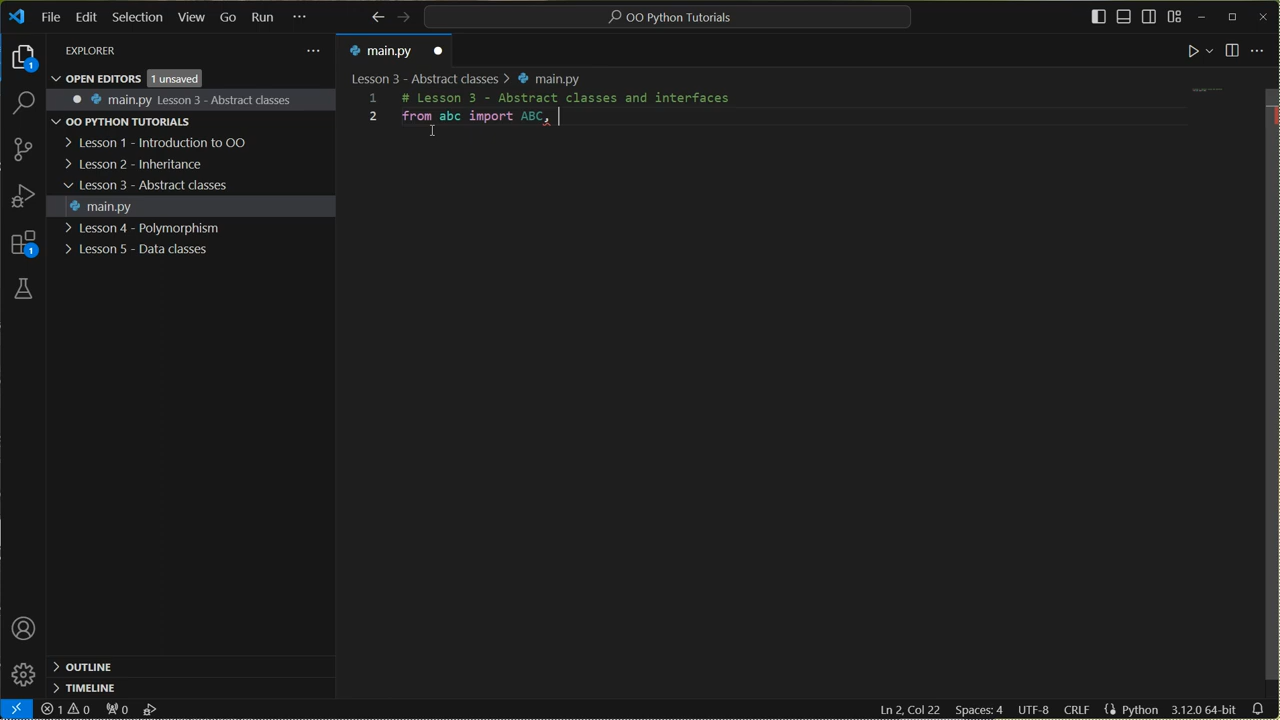 File Edit Selection View Go Run ··· OO Python Tutorials
EXPLORER ···
main.py
OPEN EDITORS 1 unsaved
main.py Lesson 3 - Abstract classes
OO PYTHON TUTORIALS
Lesson 1 - Introduction to OO
Lesson 2 - Inheritance
Lesson 3 - Abstract classes
main.py
Lesson 4 - Polymorphism
Lesson 5 - Data classes
OUTLINE
TIMELINE
1
1
Lesson 3 - Abstract classes > main.py
1 # Lesson 3 - Abstract classes and interfaces
2 from abc import ABC,
1 0 0 Ln 2, Col 22 Spaces: 4 UTF-8 CRLF Python 3.12.0 64-bit